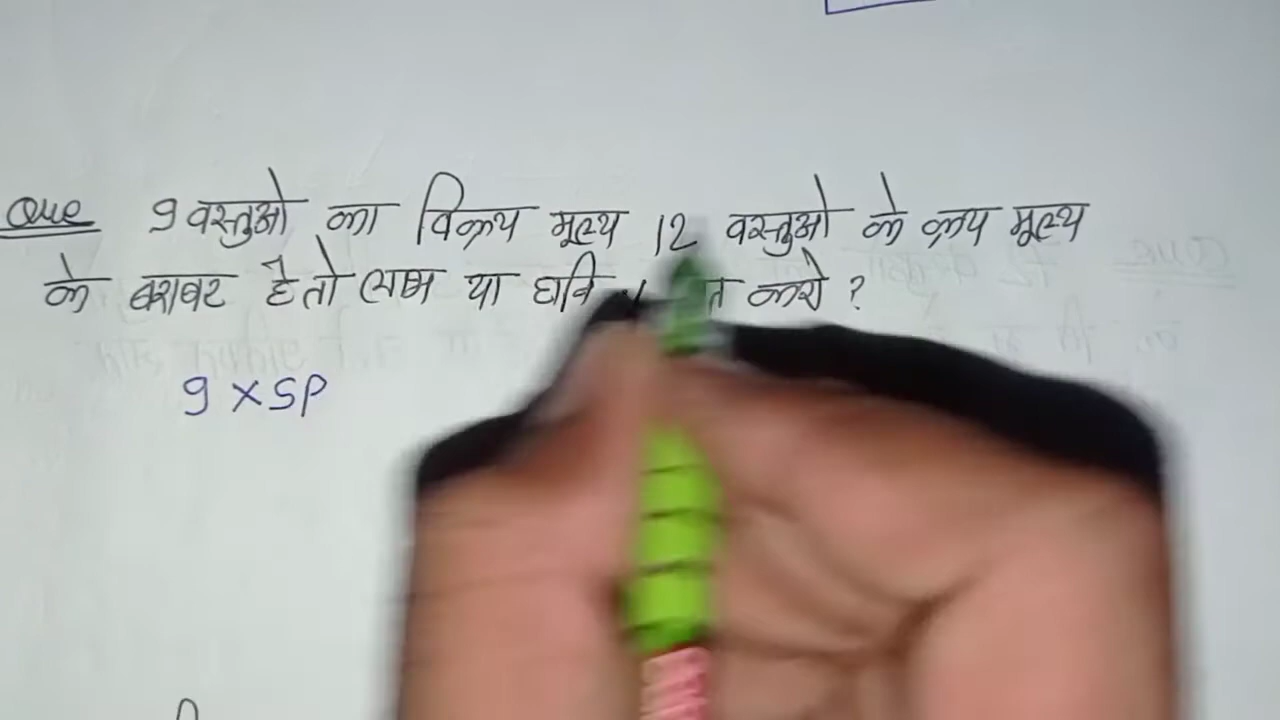 Que 9 वस्तुओ का विक्रय मूल्य 12 वस्तुओ के क्रय मूल्य
के बराबर है तो लाभ या करो ?
9 × SP